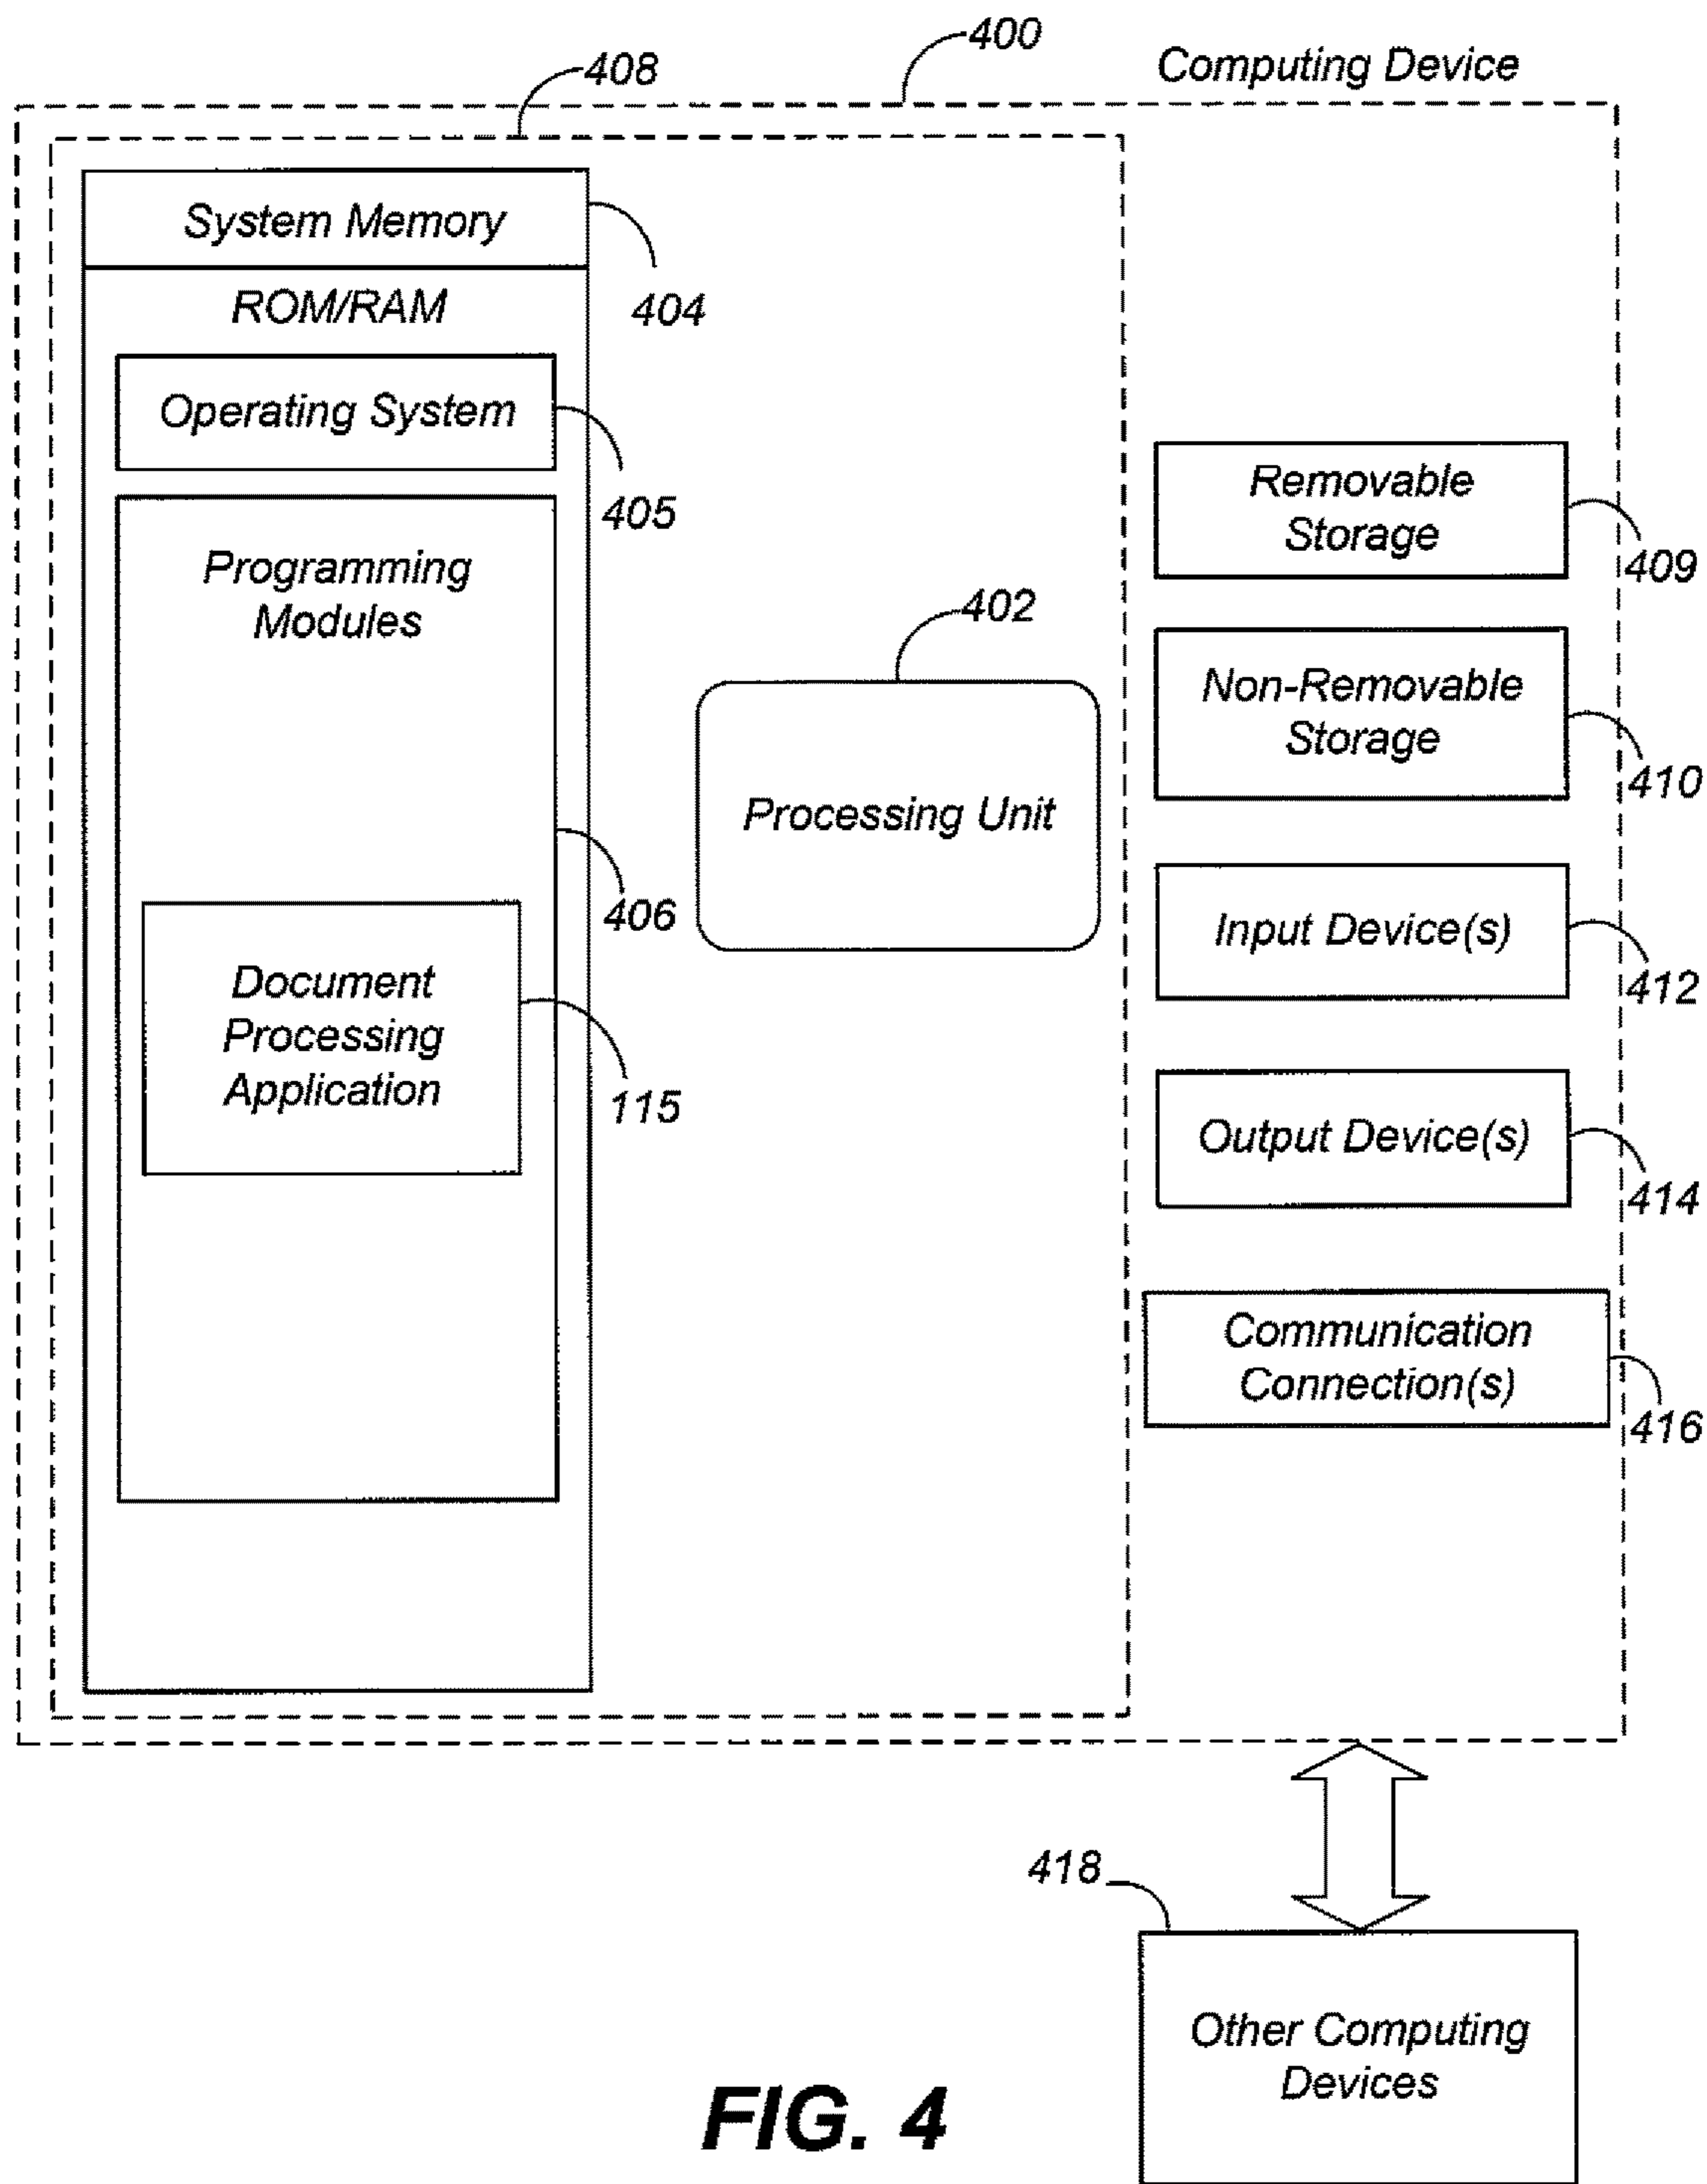 400
Computing Device
408
System Memory
404
ROM/RAM
Operating System
405
Programming
Modules
406
Document
Processing
Application
115
402
Processing Unit
Removable
Storage
409
Non-Removable
Storage
410
Input Device(s)
412
Output Device(s)
414
Communication
Connection(s)
416
418
Other Computing
Devices
FIG. 4